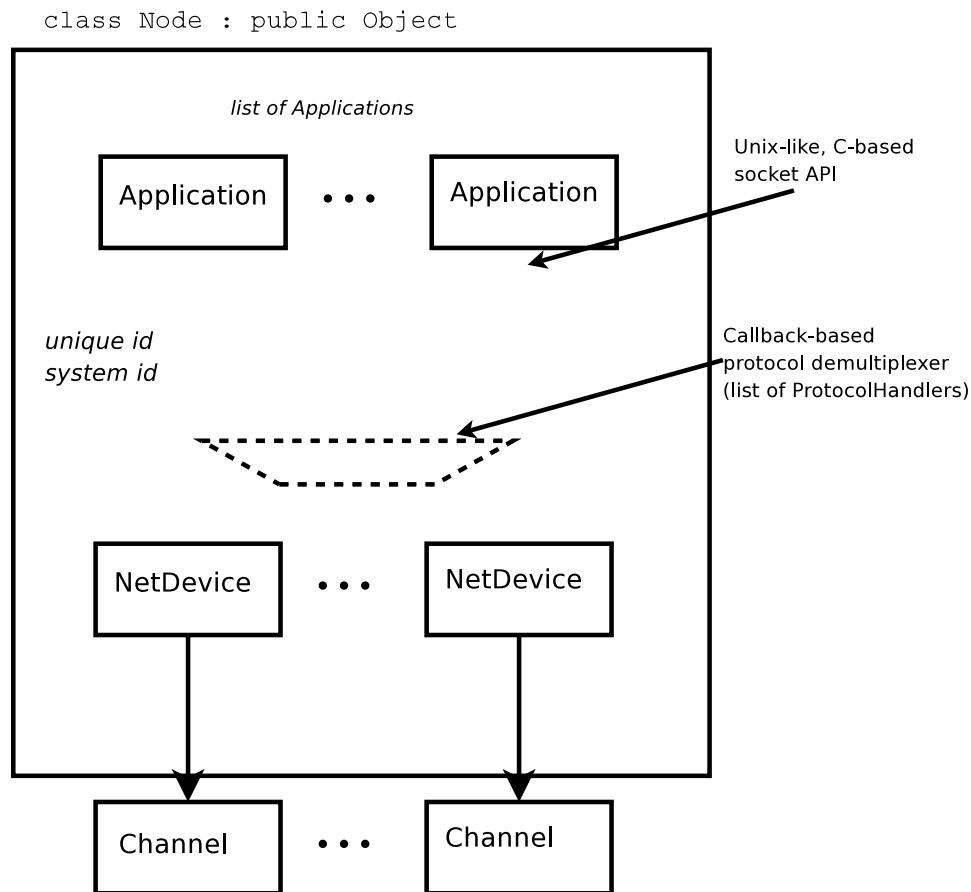 class Node : public Object
list of Applications
Application
...
Application
Unix-like, C-based
socket API
unique id
system id
Callback-based
protocol demultiplexer
(list of ProtocolHandlers)
NetDevice
...
NetDevice
Channel
...
Channel